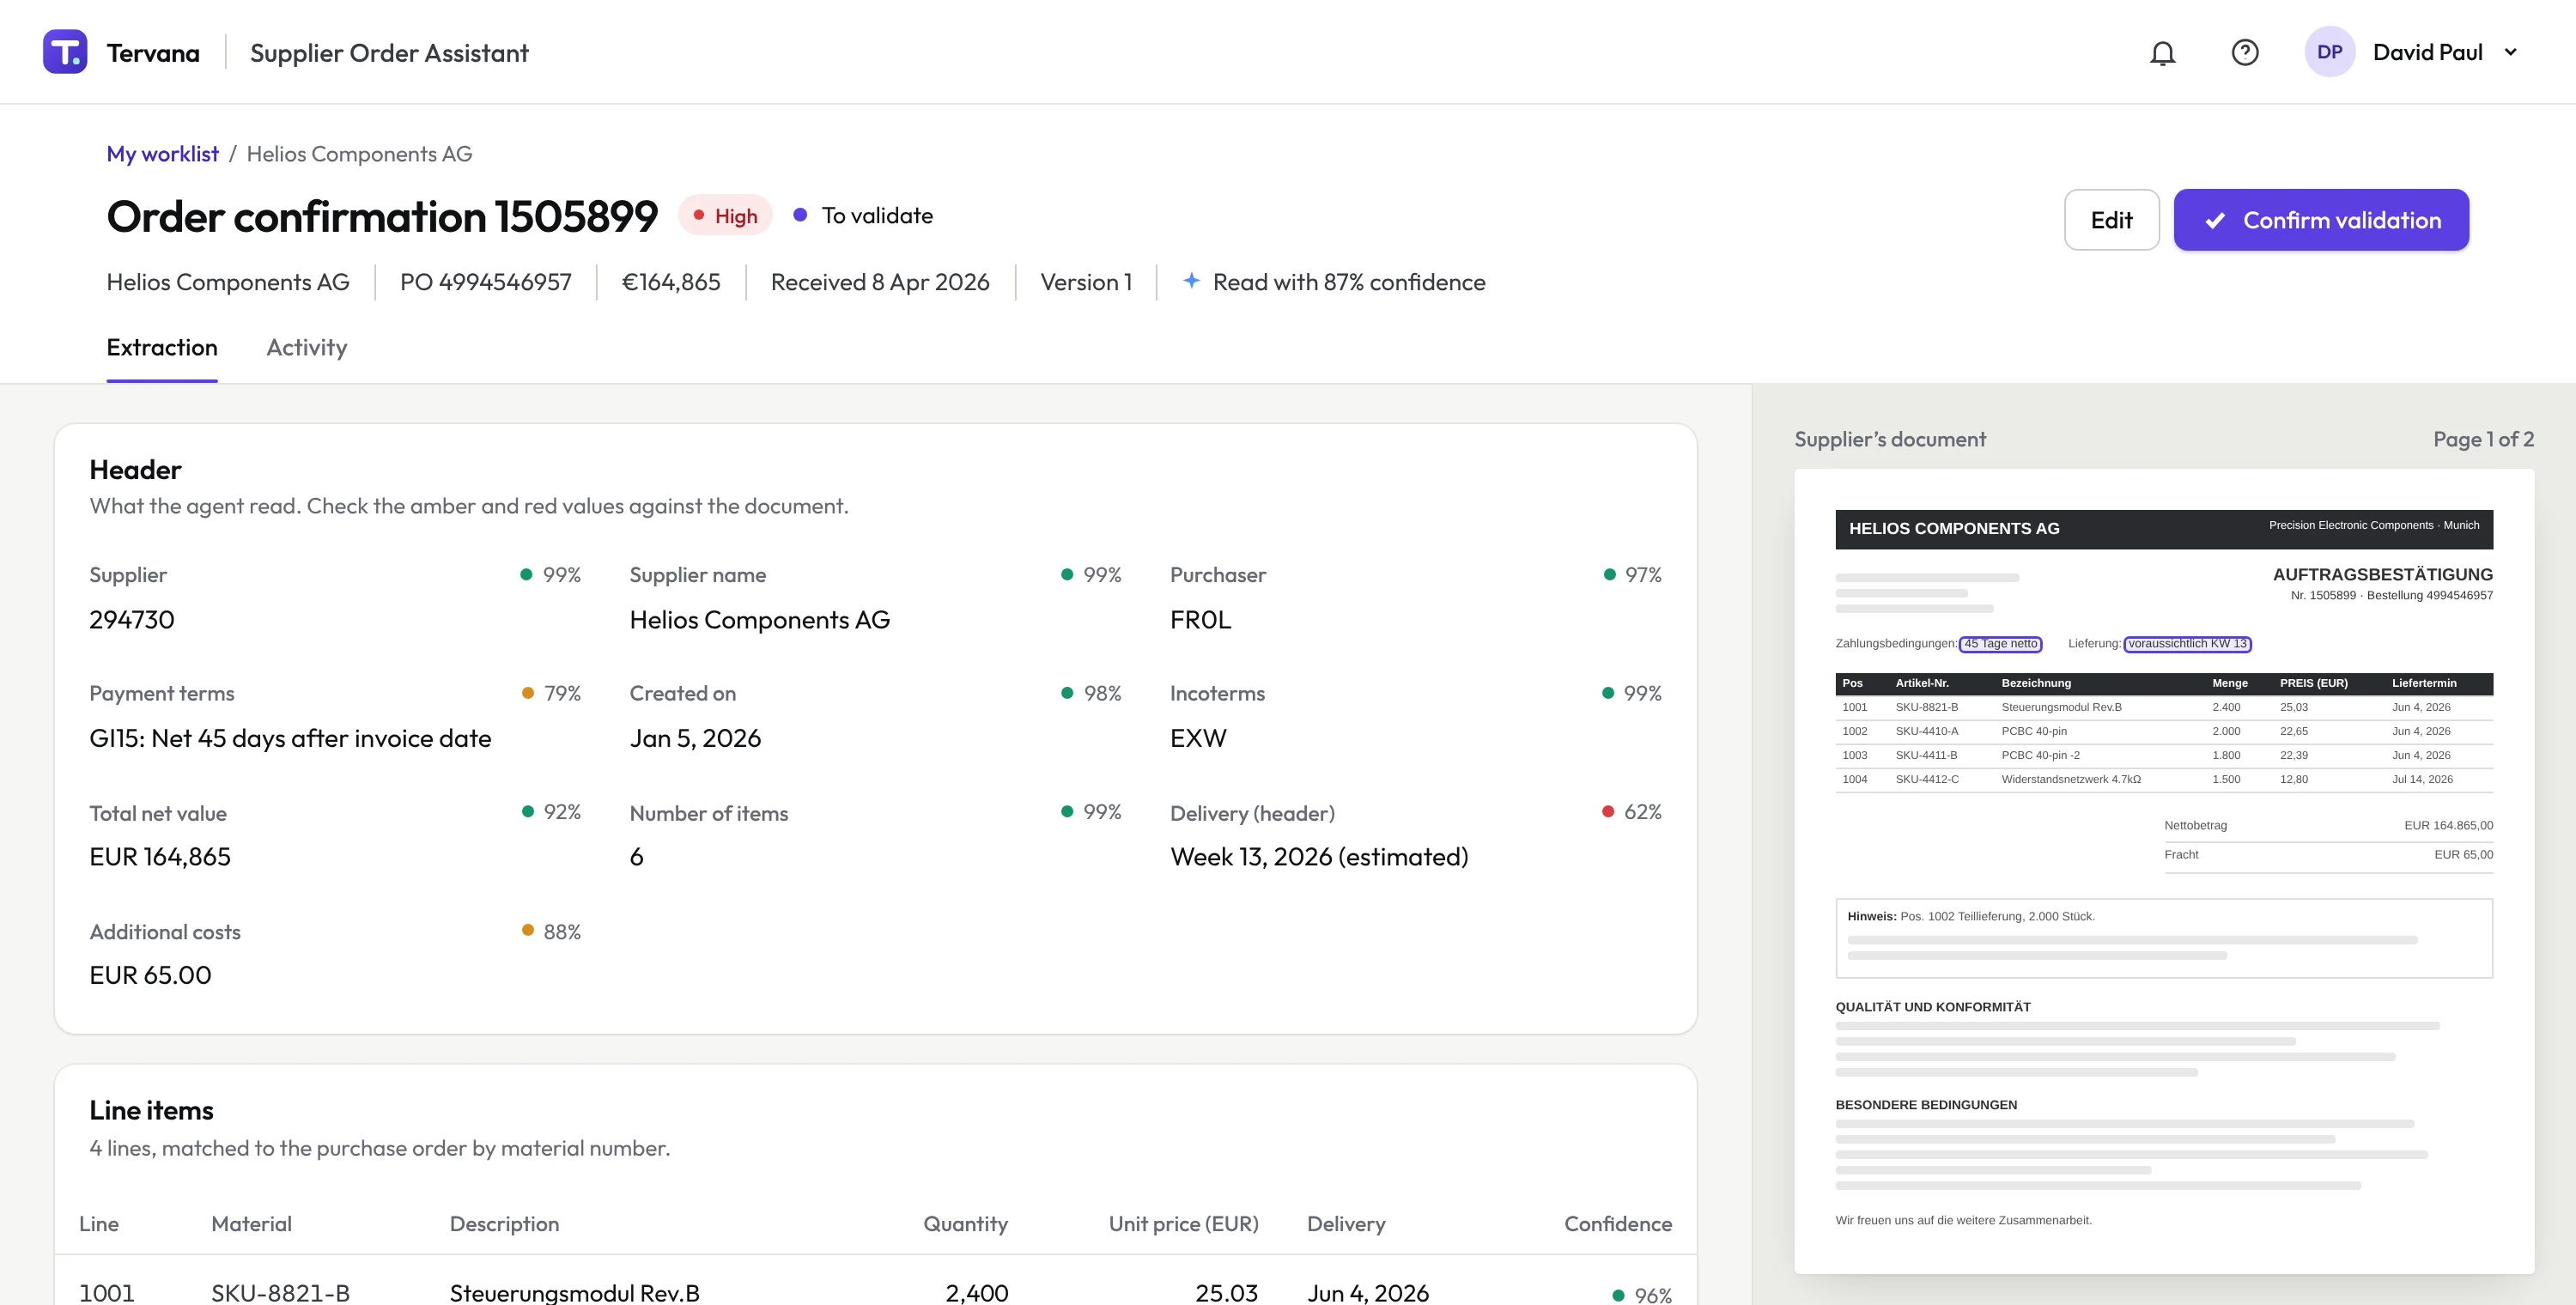 T.
Tervana
Supplier Order Assistant
DP
David Paul
My worklist / Helios Components AG
Order confirmation 1505899
High
To validate
Edit
Confirm validation
Helios Components AG
PO 4994546957
€164,865
Received 8 Apr 2026
Version 1
Read with 87% confidence
Extraction
Activity
Header
What the agent read. Check the amber and red values against the document.
Supplier 99%
294730
Supplier name 99%
Helios Components AG
Purchaser 97%
FR0L
Payment terms 79%
GI15: Net 45 days after invoice date
Created on 98%
Jan 5, 2026
Incoterms 99%
EXW
Total net value 92%
EUR 164,865
Number of items 99%
6
Delivery (header) 62%
Week 13, 2026 (estimated)
Additional costs 88%
EUR 65.00
Line items
4 lines, matched to the purchase order by material number.
Line Material Description Quantity Unit price (EUR) Delivery Confidence
1001 SKU-8821-B Steuerungsmodul Rev.B 2,400 25.03 Jun 4, 2026 96%
Supplier’s document
Page 1 of 2
HELIOS COMPONENTS AG
Precision Electronic Components · Munich
AUFTRAGSBESTÄTIGUNG
Nr. 1505899 · Bestellung 4994546957
Zahlungsbedingungen: 45 Tage netto Lieferung: voraussichtlich KW 13
Pos Artikel-Nr. Bezeichnung Menge PREIS (EUR) Liefertermin
1001 SKU-8821-B Steuerungsmodul Rev.B 2.400 25,03 Jun 4, 2026
1002 SKU-4410-A PCBC 40-pin 2.000 22,65 Jun 4, 2026
1003 SKU-4411-B PCBC 40-pin -2 1.800 22,39 Jun 4, 2026
1004 SKU-4412-C Widerstandsnetzwerk 4.7kΩ 1.500 12,80 Jul 14, 2026
Nettobetrag EUR 164.865,00
Fracht EUR 65,00
Hinweis: Pos. 1002 Teillieferung, 2.000 Stück.
QUALITÄT UND KONFORMITÄT
BESONDERE BEDINGUNGEN
Wir freuen uns auf die weitere Zusammenarbeit.